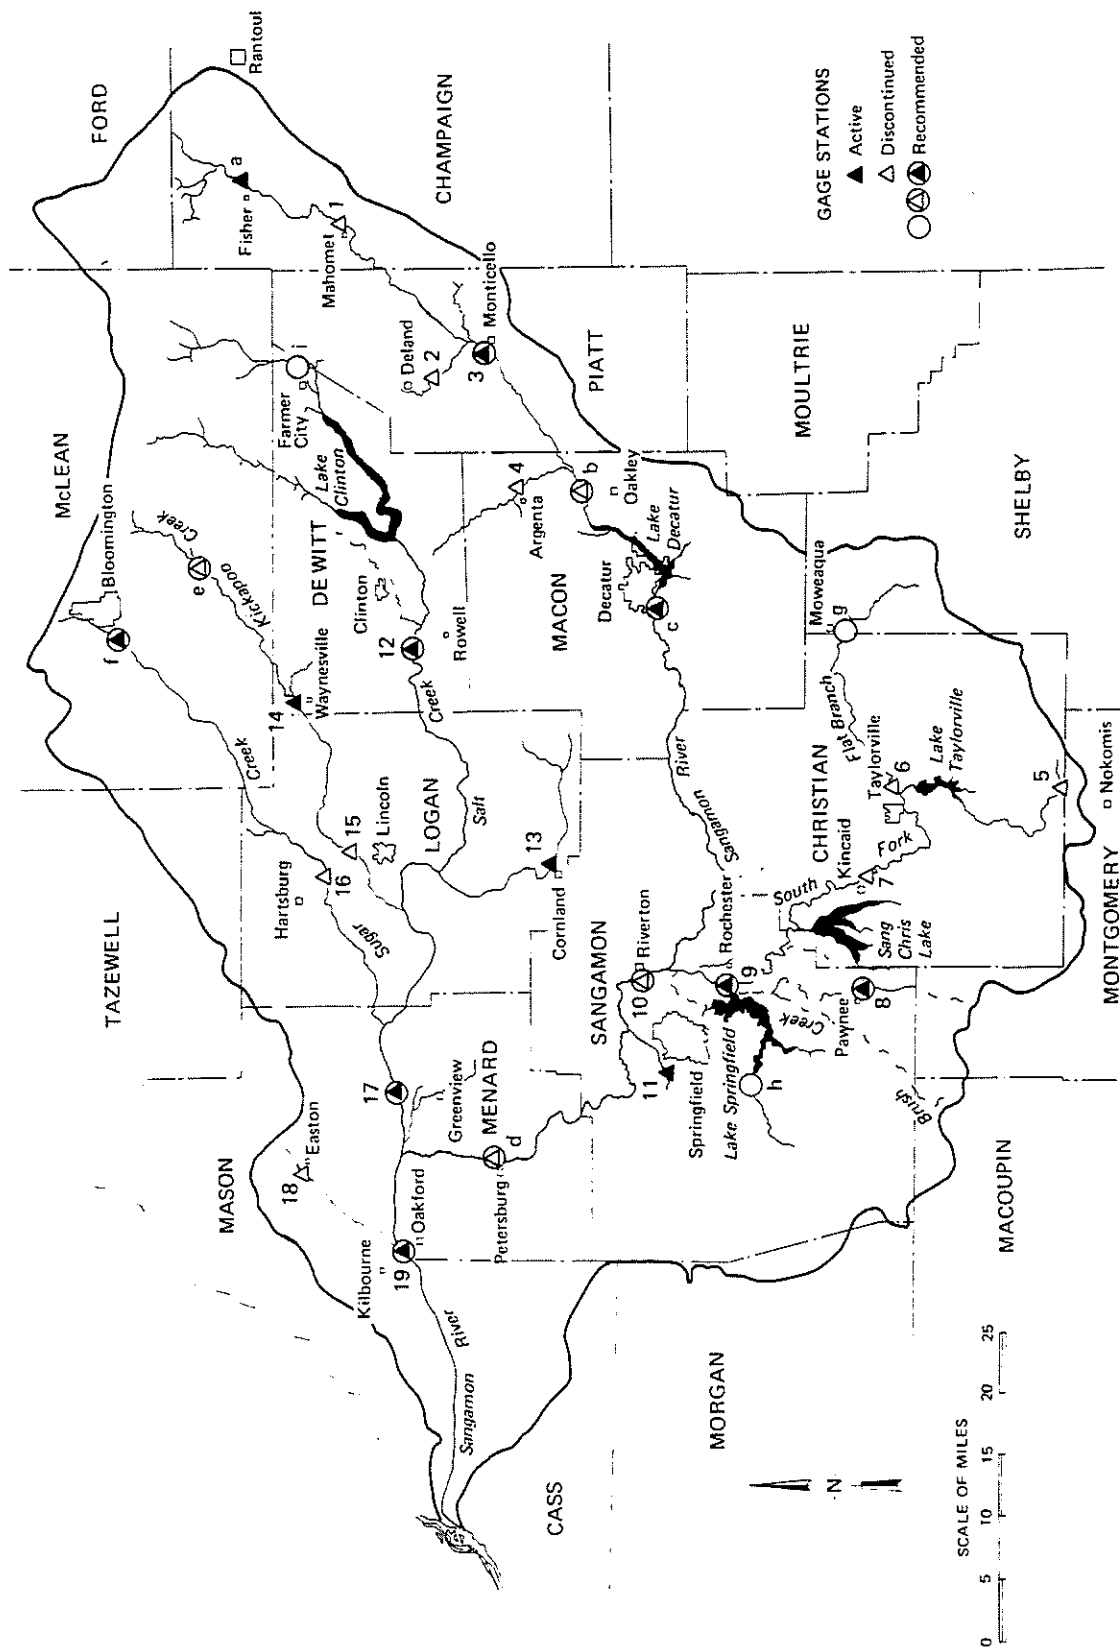 FORD
Rantoul
McLEAN
a
Fisher
CHAMPAIGN
Mahomet
1
Bloomington
f
Creek
Kickapoo
e
i
Farmer
City
Lake
Clinton
Deland
2
3
Monticello
PIATT
DE WITT
Clinton
Waynesville
14
12
Rowell
Argenta
4
b
Oakley
MACON
Lake
Decatur
Decatur
c
MOULTRIE
GAGE STATIONS
Active
Discontinued
Recommended
TAZEWELL
Creek
Hartsburg
16
15
Lincoln
LOGAN
Salt
Creek
Sugar
13
Cornland
River
Sangamon
Moweaqua
g
SHELBY
Flat Branch
CHRISTIAN
Taylorville
6
Lake
Taylorville
5
Nokomis
Kincaid
Fork
7
South
Sang
Chris
Lake
MONTGOMERY
SANGAMON
Riverton
10
Rochester
9
8
Pawnee
Creek
Brush
Springfield
11
Lake Springfield
h
MASON
18
Easton
17
Greenview
MENARD
d
Petersburg
Kilbourne
19
Oakford
River
Sangamon
CASS
MORGAN
MACOUPIN
N
SCALE OF MILES
0 5 10 15 20 25